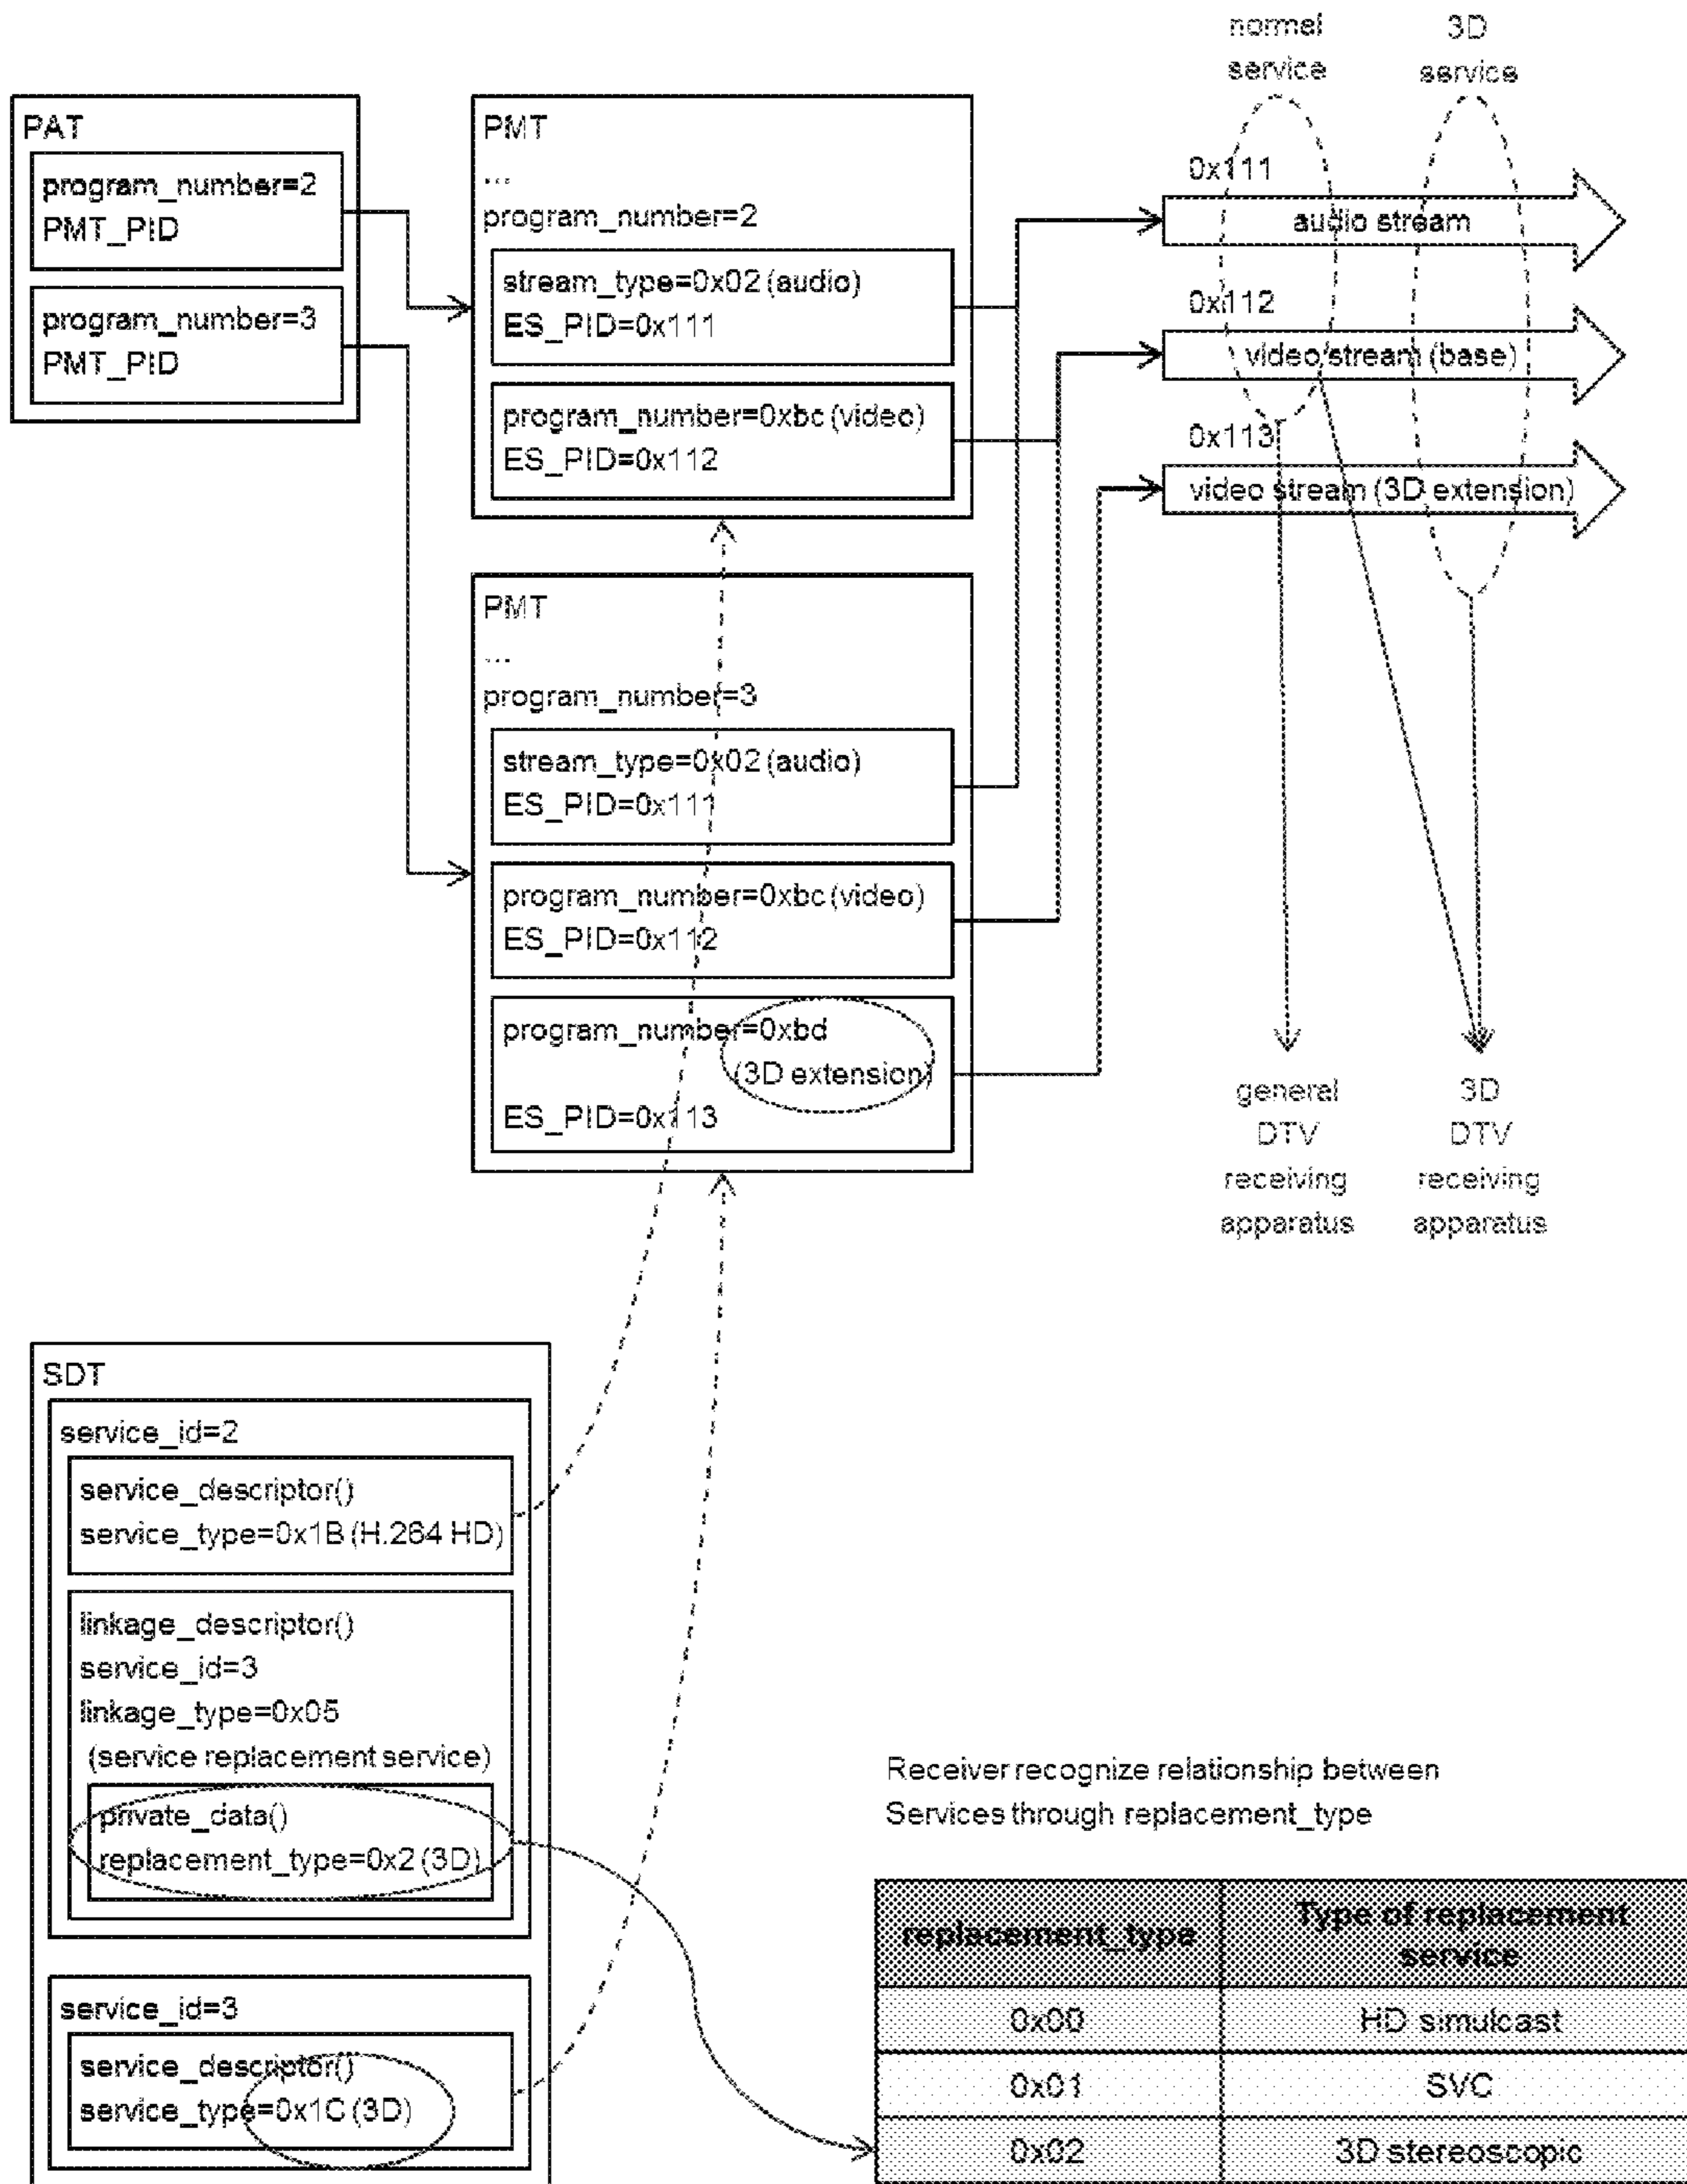 normal
service
3D
service
PAT
program_number=2
PMT_PID
program_number=3
PMT_PID
PMT
...
program_number=2
stream_type=0x02 (audio)
ES_PID=0x111
program_number=0xbc (video)
ES_PID=0x112
0x111
audio stream
0x112
video stream (base)
0x113
video stream (3D extension)
PMT
...
program_number=3
stream_type=0x02 (audio)
ES_PID=0x111
program_number=0xbc (video)
ES_PID=0x112
program_number=0xbd
(3D extension)
ES_PID=0x113
general
DTV
receiving
apparatus
3D
DTV
receiving
apparatus
SDT
service_id=2
service_descriptor()
service_type=0x1B (H.264 HD)
linkage_descriptor()
service_id=3
linkage_type=0x05
(service replacement service)
private_data()
replacement_type=0x2 (3D)
service_id=3
service_descriptor()
service_type=0x1C (3D)
Receiver recognize relationship between
Services through replacement_type
replacement_type
Type of replacement
service
0x00
HD simulcast
0x01
SVC
0x02
3D stereoscopic